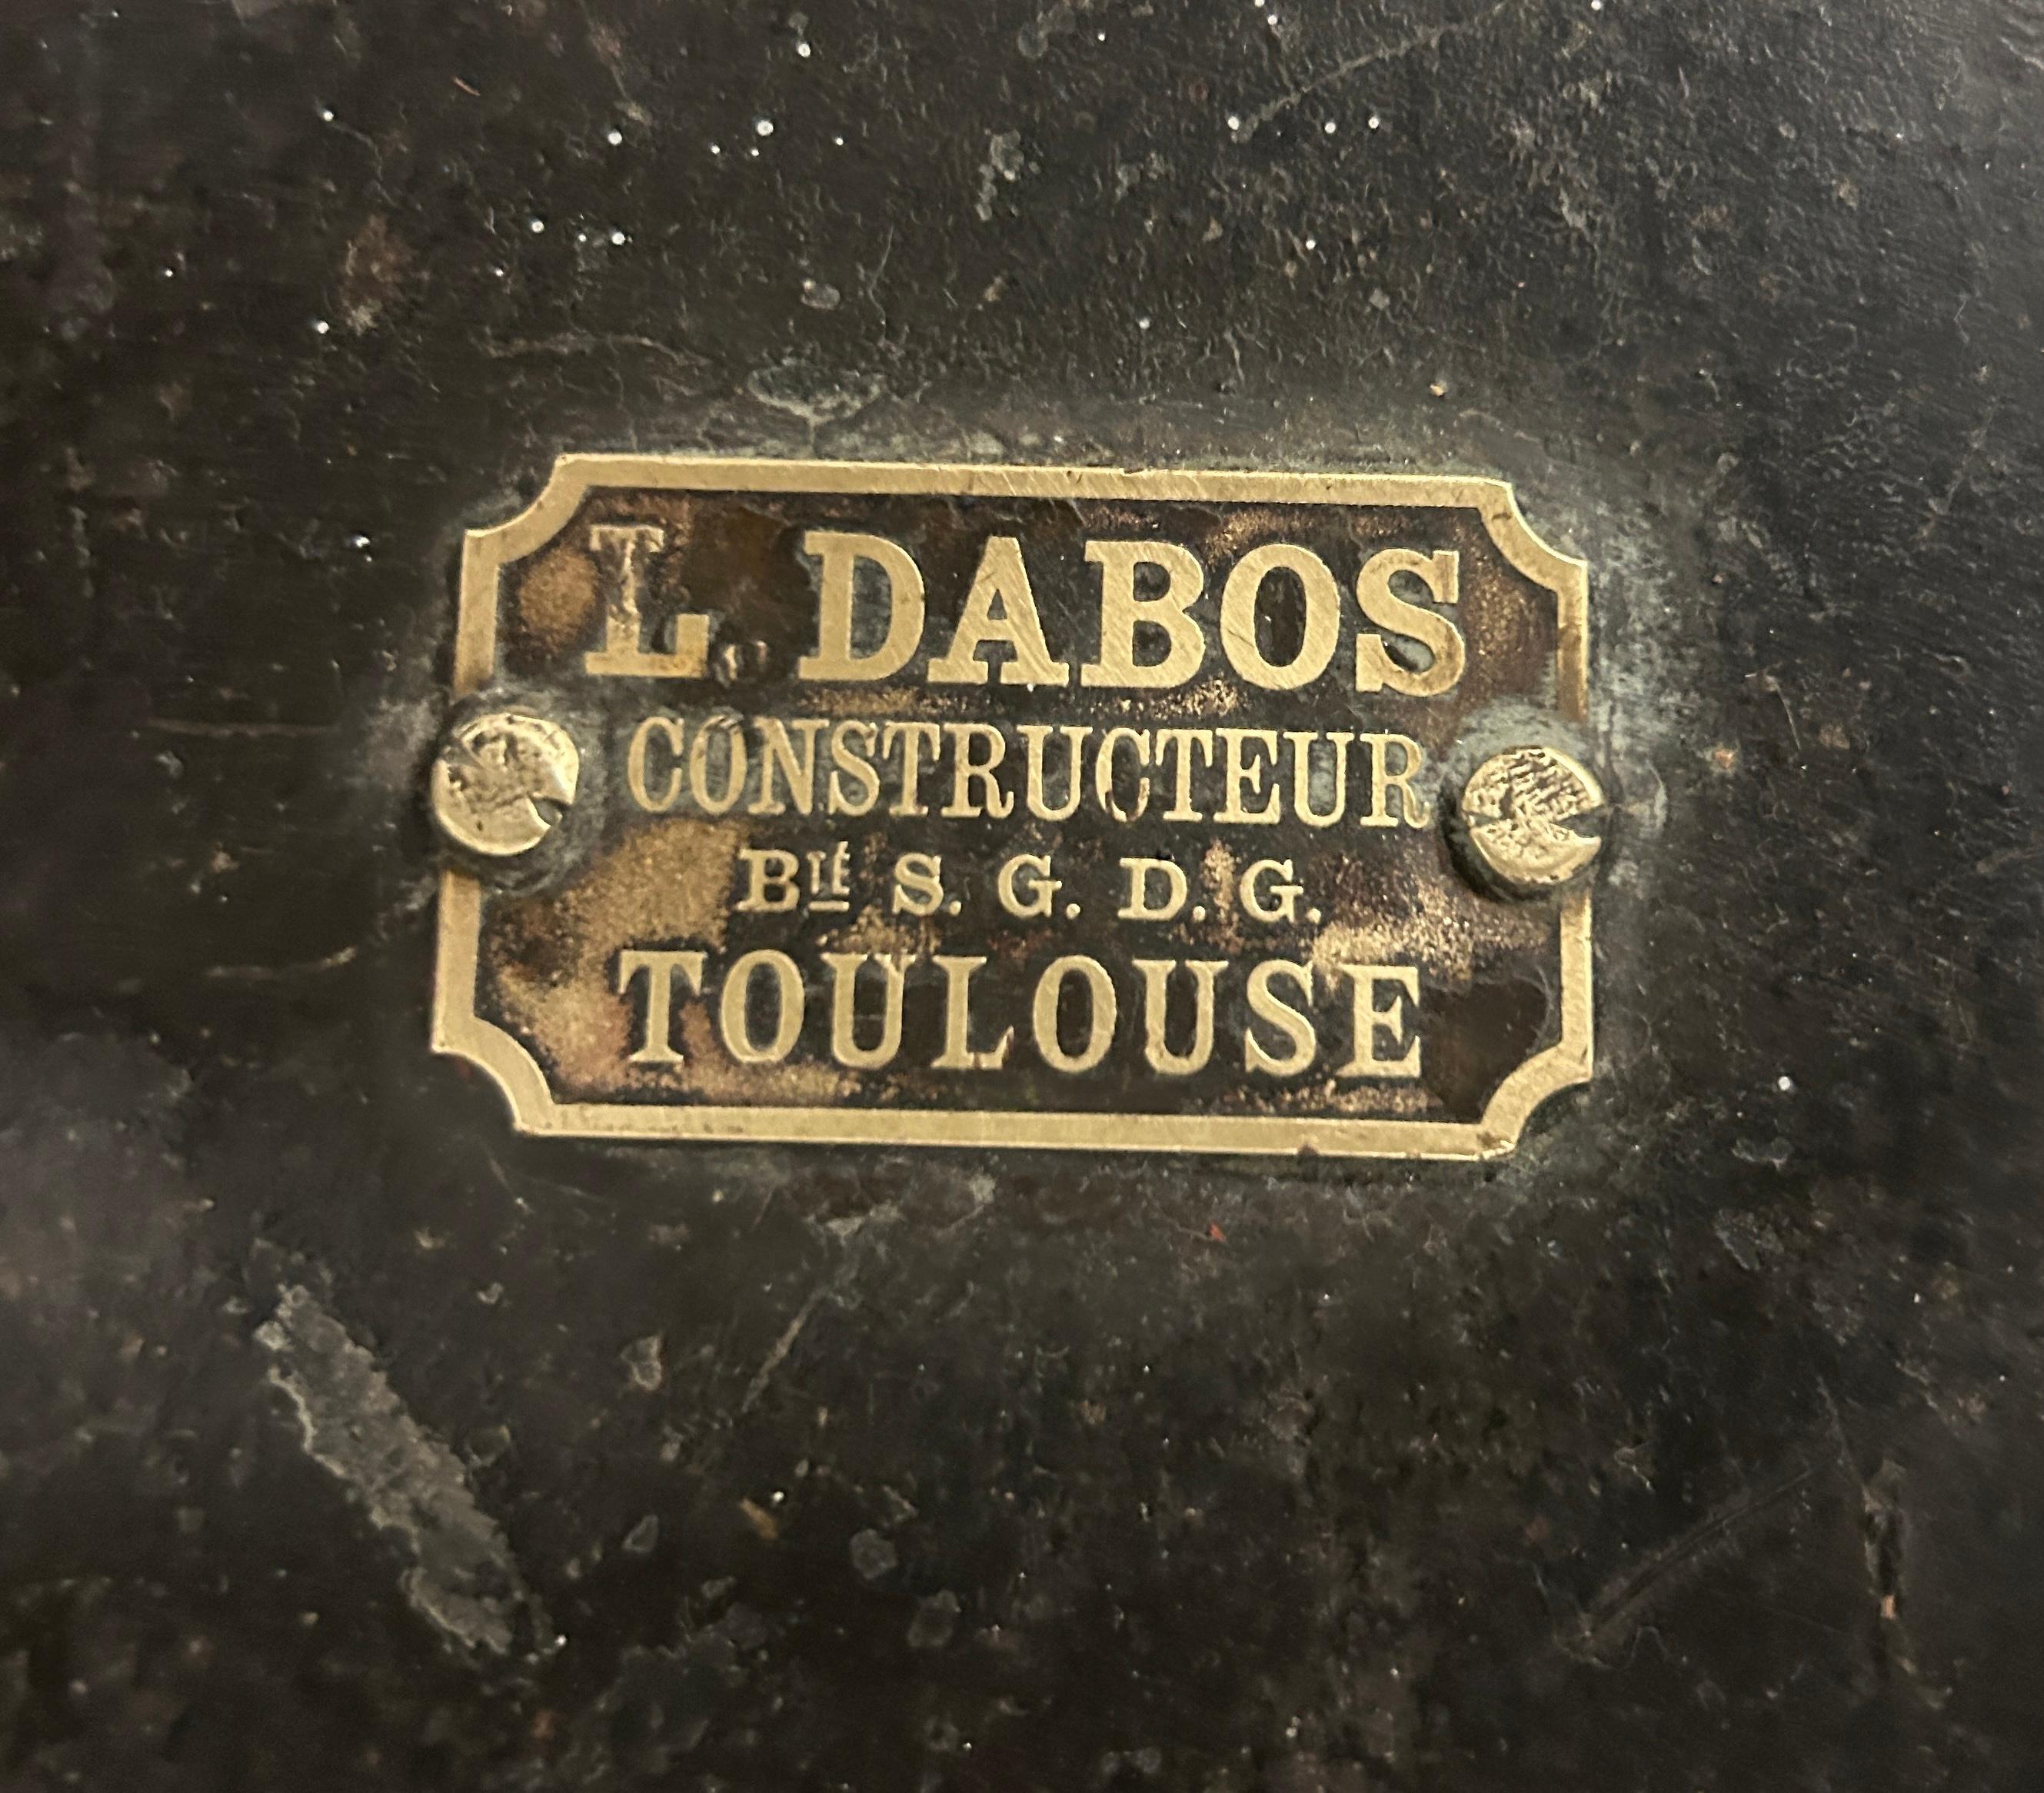 L. DABOS
CONSTRUCTEUR
Bté S. G. D. G.
TOULOUSE